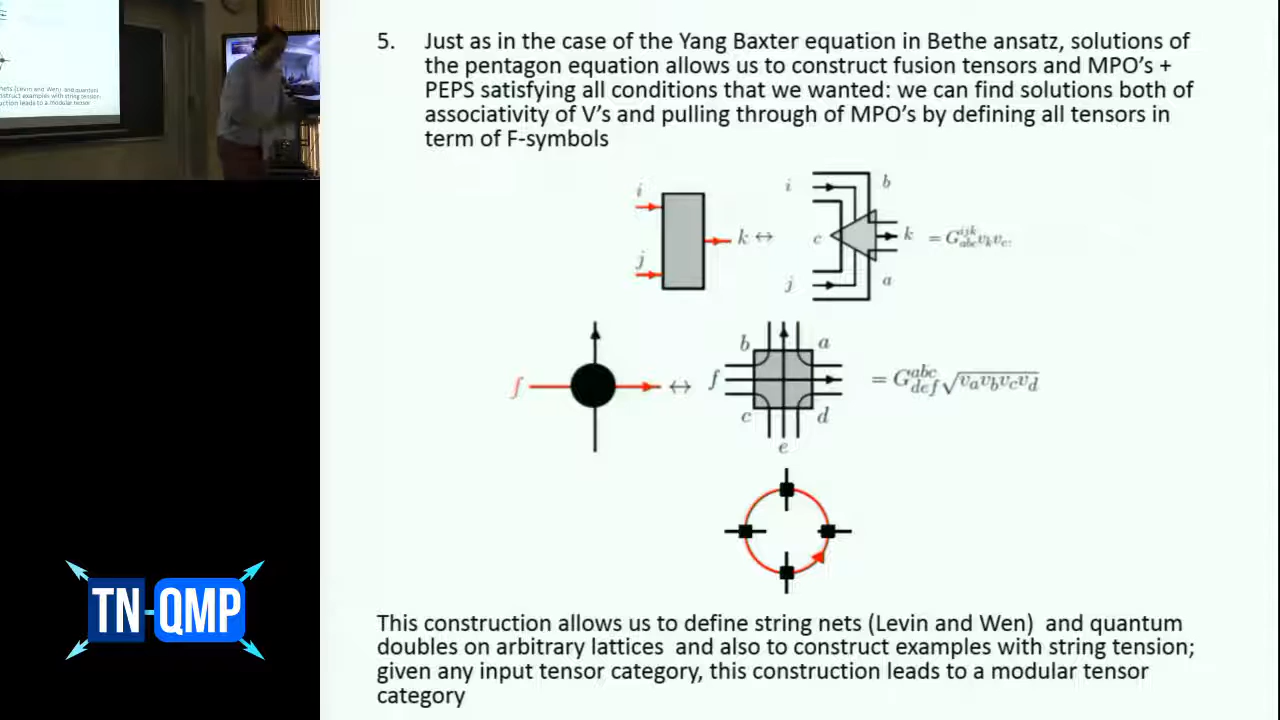 5. Just as in the case of the Yang Baxter equation in Bethe ansatz, solutions of
the pentagon equation allows us to construct fusion tensors and MPO's +
PEPS satisfying all conditions that we wanted: we can find solutions both of
associativity of V's and pulling through of MPO's by defining all tensors in
term of F-symbols
i
j
k ↔
i
j
c
b
k
a
= G^{ijk}_{abc} v_k v_c
f
↔
f
b
a
c
d
e
= G^{abc}_{def} √(v_a v_b v_c v_d)
This construction allows us to define string nets (Levin and Wen) and quantum
doubles on arbitrary lattices and also to construct examples with string tension;
given any input tensor category, this construction leads to a modular tensor
category
TN-QMP